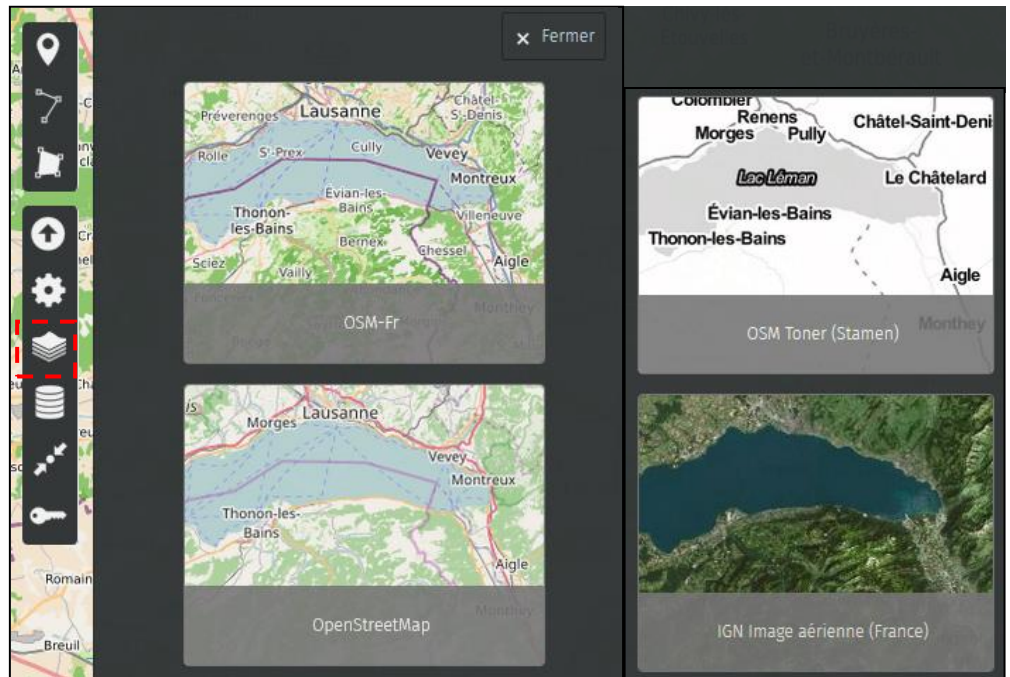 × Fermer
Lausanne
Châtel-
St-Denis
Préverenges
Rolle
St-Prex
Cully
Vevey
Montreux
Évian-les-
Bains
Thonon-
les-Bains
Villeneuve
Bernex
Chessel
Aigle
Sciez
Vailly
Monthey
OSM-Fr
Morges
Lausanne
Vevey
Montreux
Thonon-les-
Bains
Aigle
Monthey
OpenStreetMap
Colombier
Renens
Morges
Pully
Châtel-Saint-Deni
Lac Léman
Le Châtelard
Évian-les-Bains
Thonon-les-Bains
Aigle
Monthey
OSM Toner (Stamen)
IGN Image aérienne (France)
Romain
Breuil